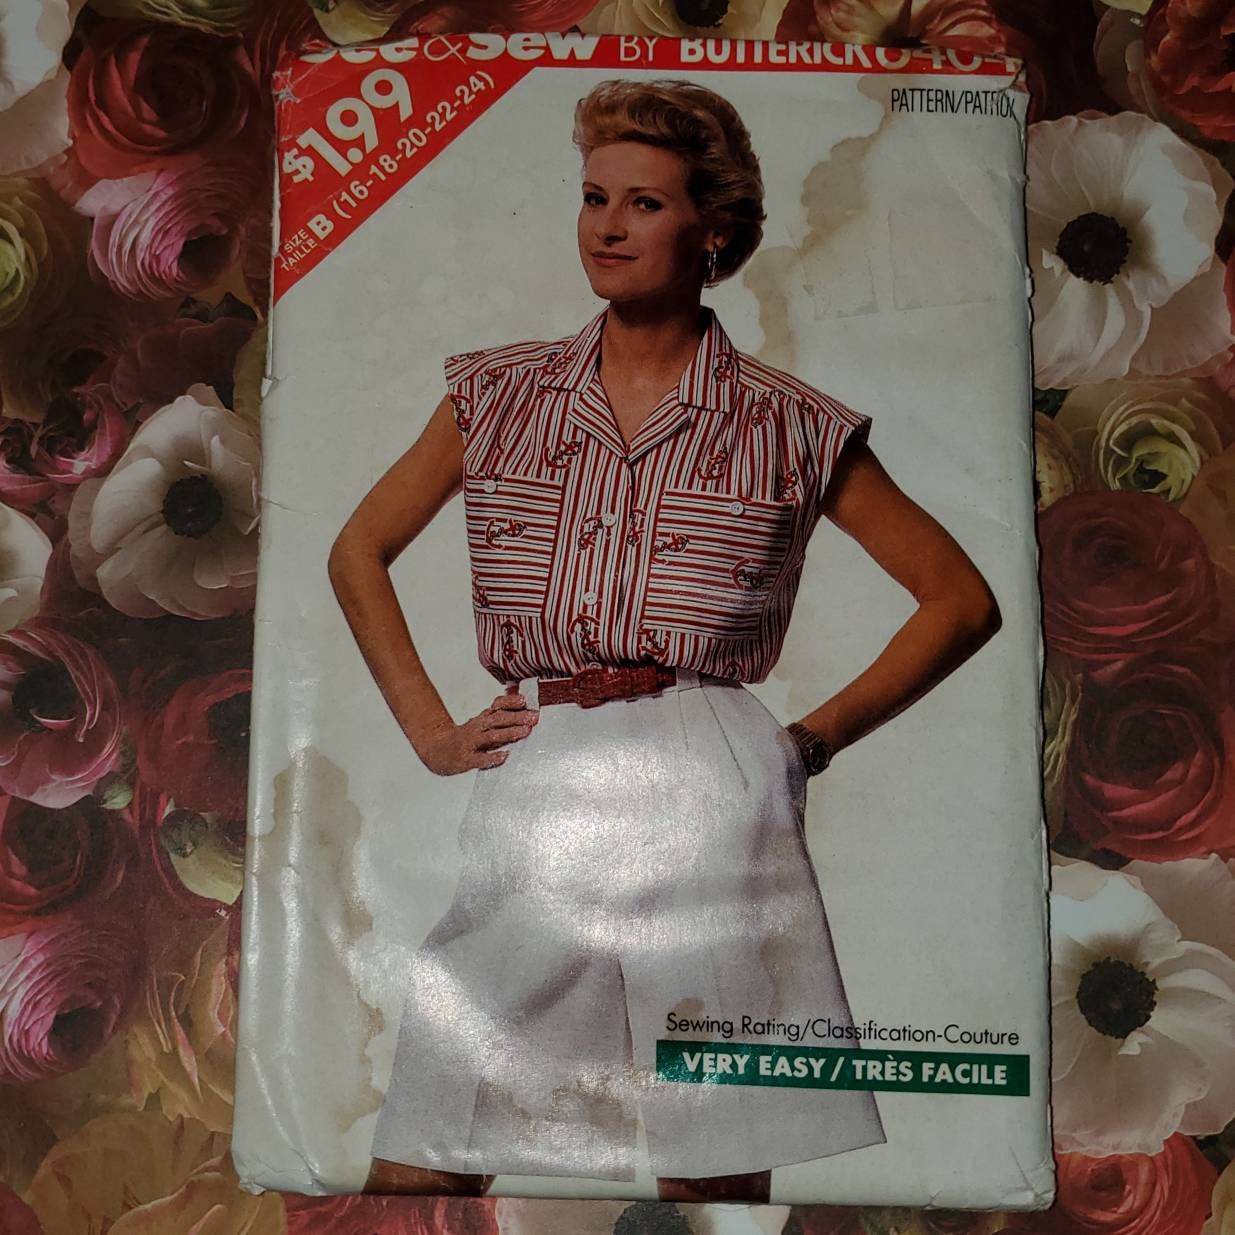 See & Sew BY BUTTERICK
PATTERN/PATRON
$1.99
SIZE
TAILLE B (16-18-20-22-24)
Sewing Rating/Classification-Couture
VERY EASY/TRÈS FACILE